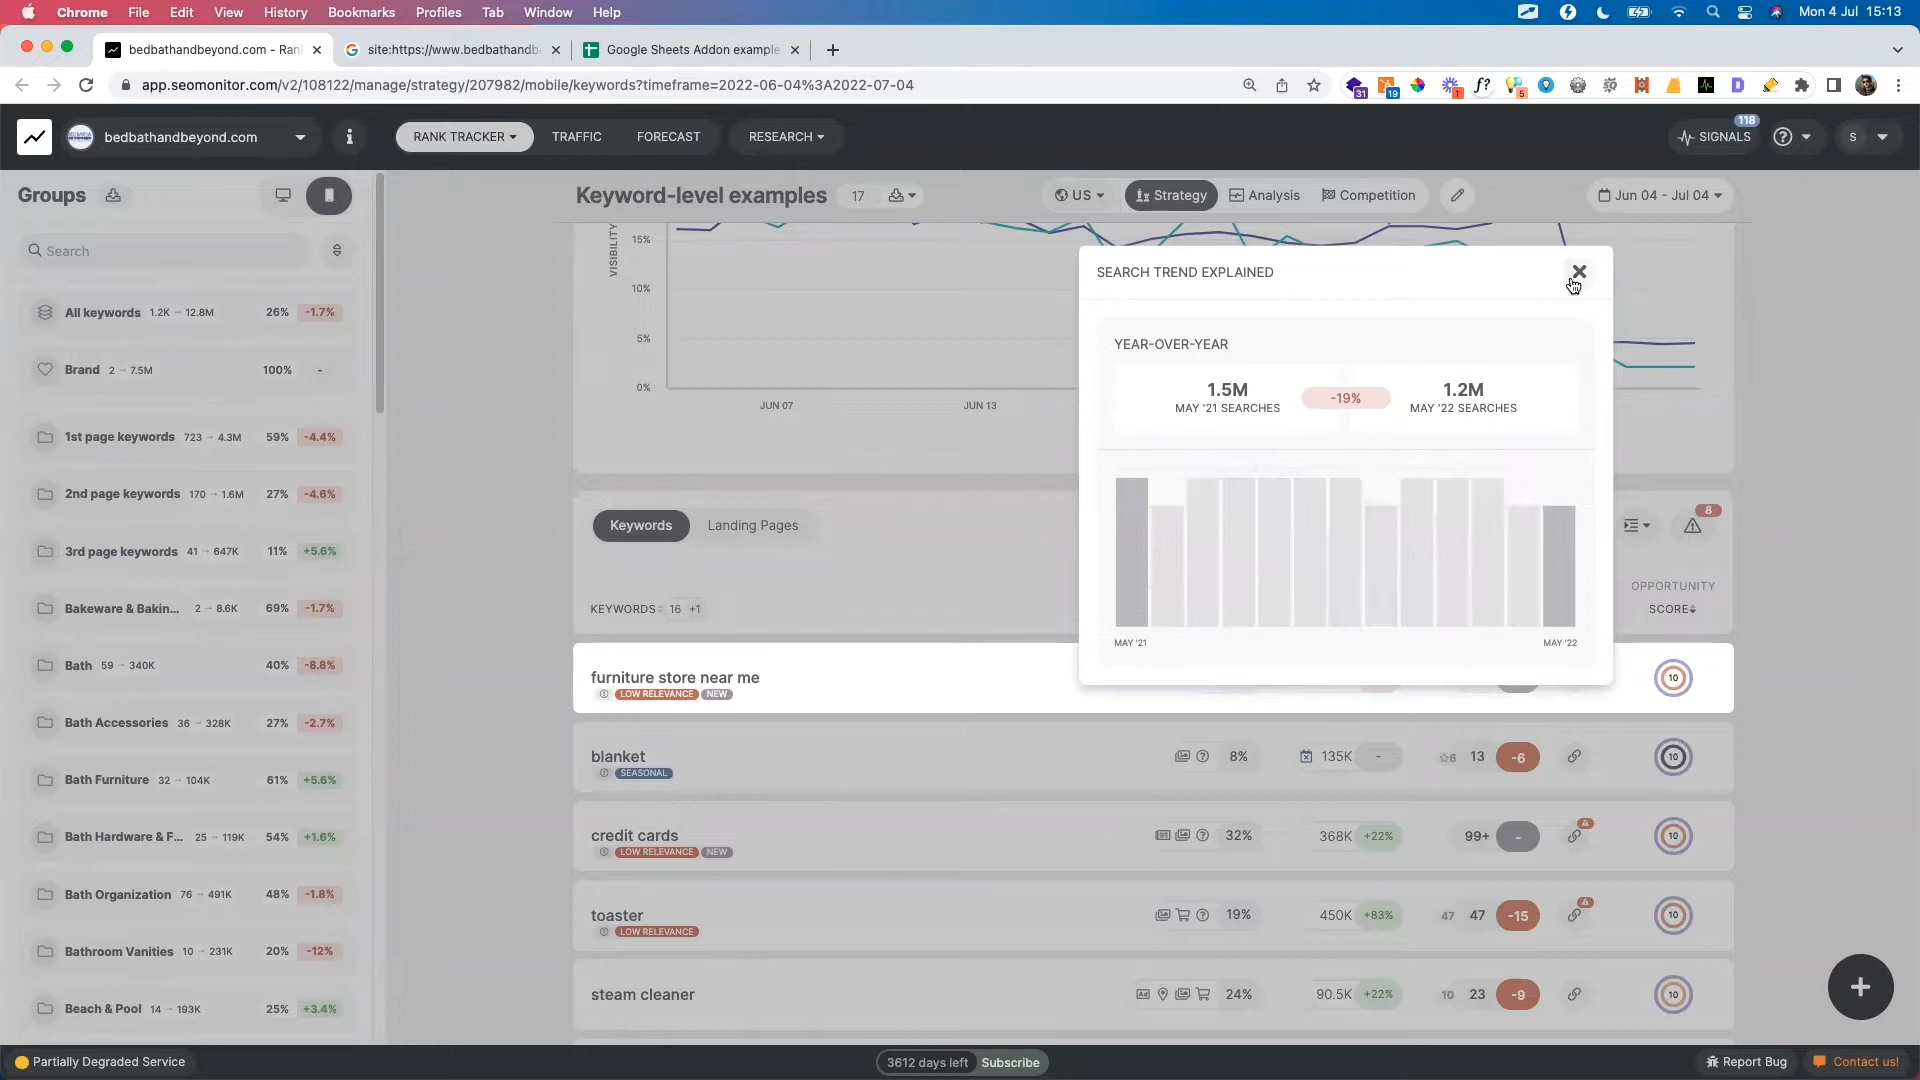 Chrome File Edit View History Bookmarks Profiles Tab Window Help Mon 4 Jul 15:13
bedbathandbeyond.com - Ran
site:https://www.bedbathandb
Google Sheets Addon example
app.seomonitor.com/v2/108122/manage/strategy/207982/mobile/keywords?timeframe=2022-06-04%3A2022-07-04
31 19 1 f? 5
bedbathandbeyond.com RANK TRACKER TRAFFIC FORECAST RESEARCH 118 SIGNALS S
Groups
Search
All keywords 1.2K 12.8M 26% -1.7%
Brand 2 7.5M 100% -
1st page keywords 723 4.3M 59% -4.4%
2nd page keywords 170 1.6M 27% -4.6%
3rd page keywords 41 647K 11% +5.6%
Bakeware & Bakin... 2 8.6K 69% -1.7%
Bath 59 340K 40% -8.8%
Bath Accessories 36 328K 27% -2.7%
Bath Furniture 32 104K 61% +5.6%
Bath Hardware & F... 25 119K 54% +1.6%
Bath Organization 76 491K 48% -1.8%
Bathroom Vanities 10 231K 20% -12%
Beach & Pool 14 193K 25% +3.4%
Keyword-level examples 17 US Strategy Analysis Competition Jun 04 - Jul 04
VISIBILITY
15%
10%
5%
0%
JUN 07 JUN 13
SEARCH TREND EXPLAINED
YEAR-OVER-YEAR
1.5M -19% 1.2M
MAY '21 SEARCHES MAY '22 SEARCHES
MAY '21 MAY '22
Keywords Landing Pages 8
OPPORTUNITY
KEYWORDS 16 +1 SCORE
furniture store near me 10
LOW RELEVANCE NEW
blanket 8% 135K - 6 13 -6 10
SEASONAL
credit cards 32% 368K +22% 99+ - 10
LOW RELEVANCE NEW
toaster 19% 450K +83% 47 47 -15 10
LOW RELEVANCE
steam cleaner Ad 24% 90.5K +22% 10 23 -9 10
Partially Degraded Service 3612 days left Subscribe Report Bug Contact us!